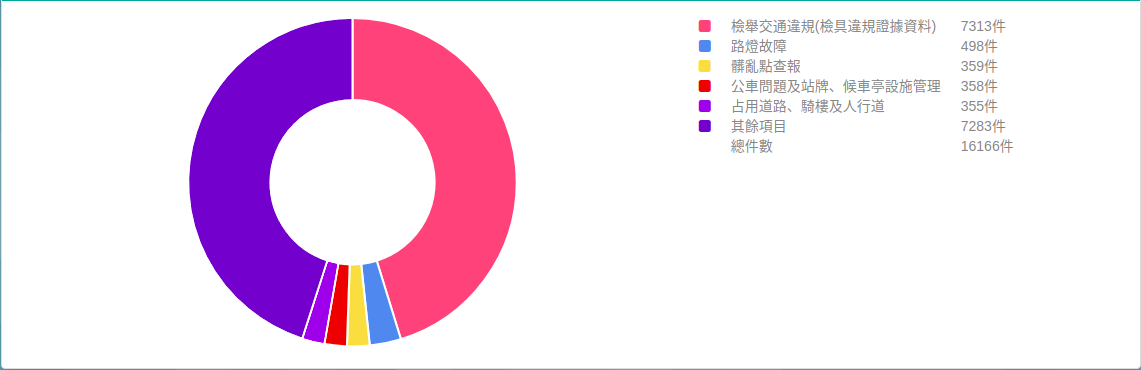 檢舉交通違規(檢具違規證據資料) 7313件
路燈故障 498件
髒亂點查報 359件
公車問題及站牌、候車亭設施管理 358件
占用道路、騎樓及人行道 355件
其餘項目 7283件
總件數 16166件